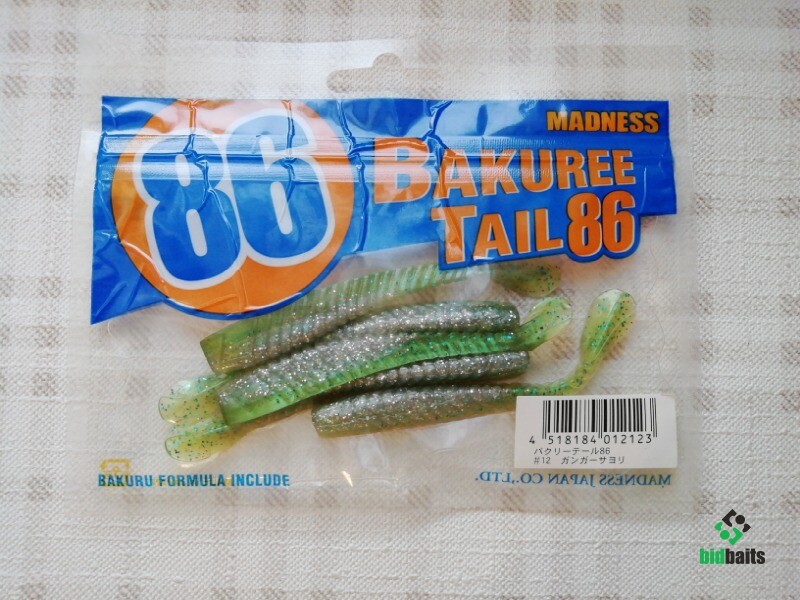 86
MADNESS
BAKUREE
TAIL 86
4 518184 012123
バクリーテール86
#12 ガンガーサヨリ
BAKURU FORMULA INCLUDE
MADNESS JAPAN CO.,LTD.
bidbaits